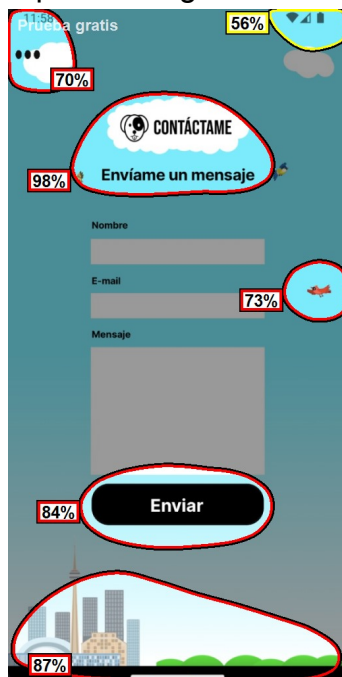 11:58
Prueba gratis
56%
70%
CONTÁCTAME
Envíame un mensaje
98%
Nombre
E-mail
73%
Mensaje
Enviar
84%
87%